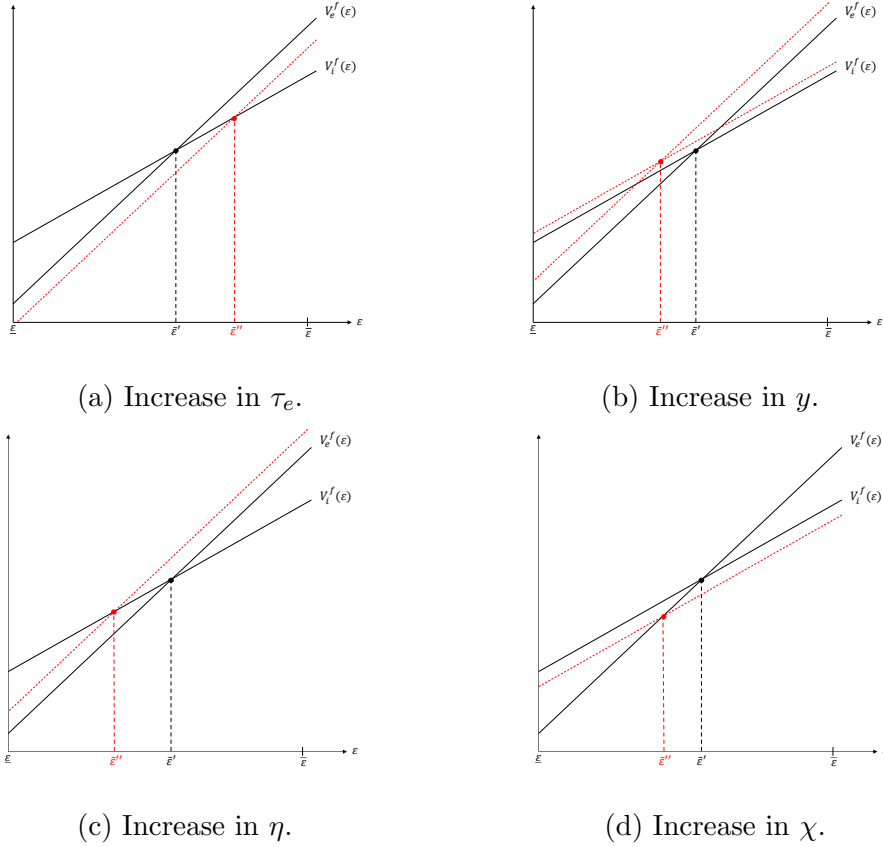 V_e^f(ε)
V_i^f(ε)
ε̲ ε̃′ ε̃″ ε̅ ε
(a) Increase in τ_e.
V_e^f(ε)
V_i^f(ε)
ε̲ ε̃″ ε̃′ ε̅
(b) Increase in y.
V_e^f(ε)
V_i^f(ε)
ε̲ ε̃″ ε̃′ ε̅ ε
(c) Increase in η.
V_e^f(ε)
V_i^f(ε)
ε̲ ε̃″ ε̃′ ε̅
(d) Increase in χ.